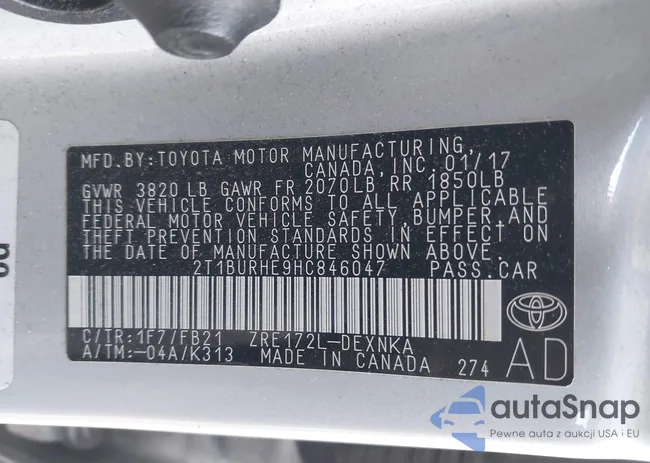 MFD.BY:TOYOTA MOTOR MANUFACTURING,
CANADA,INC. 01/17
GVWR 3820 LB GAWR FR 2070LB RR 1850LB
THIS VEHICLE CONFORMS TO ALL APPLICABLE
FEDERAL MOTOR VEHICLE SAFETY, BUMPER,AND
THEFT PREVENTION STANDARDS IN EFFECT ON
THE DATE OF MANUFACTURE SHOWN ABOVE.
2T1BURHE9HC846047 PASS.CAR
C/TR:1F7/FB21 ZRE172L-DEXNKA
A/TM:-04A/K313 MADE IN CANADA 274
AD
autaSnap
Pewne auta z aukcji USA i EU